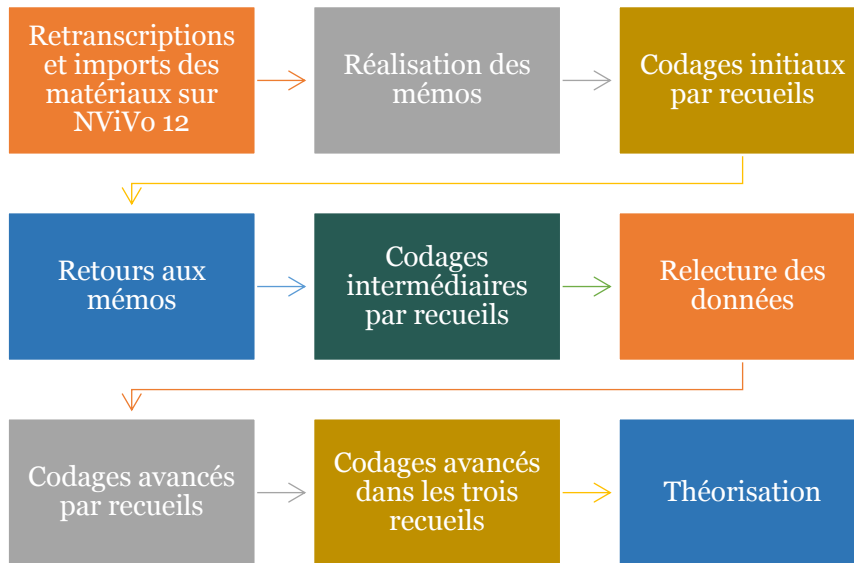 Retranscriptions
et imports des
matériaux sur
NViVo 12
Réalisation des
mémos
Codages initiaux
par recueils
Retours aux
mémos
Codages
intermédiaires
par recueils
Relecture des
données
Codages avancés
par recueils
Codages avancés
dans les trois
recueils
Théorisation